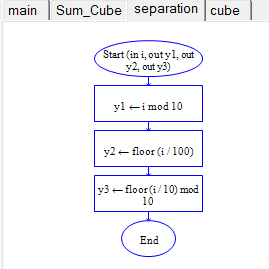 main Sum_Cube separation cube
Start (in i, out y1, out
y2, out y3)
y1 ← i mod 10
y2 ← floor (i / 100)
y3 ← floor (i / 10) mod
10
End